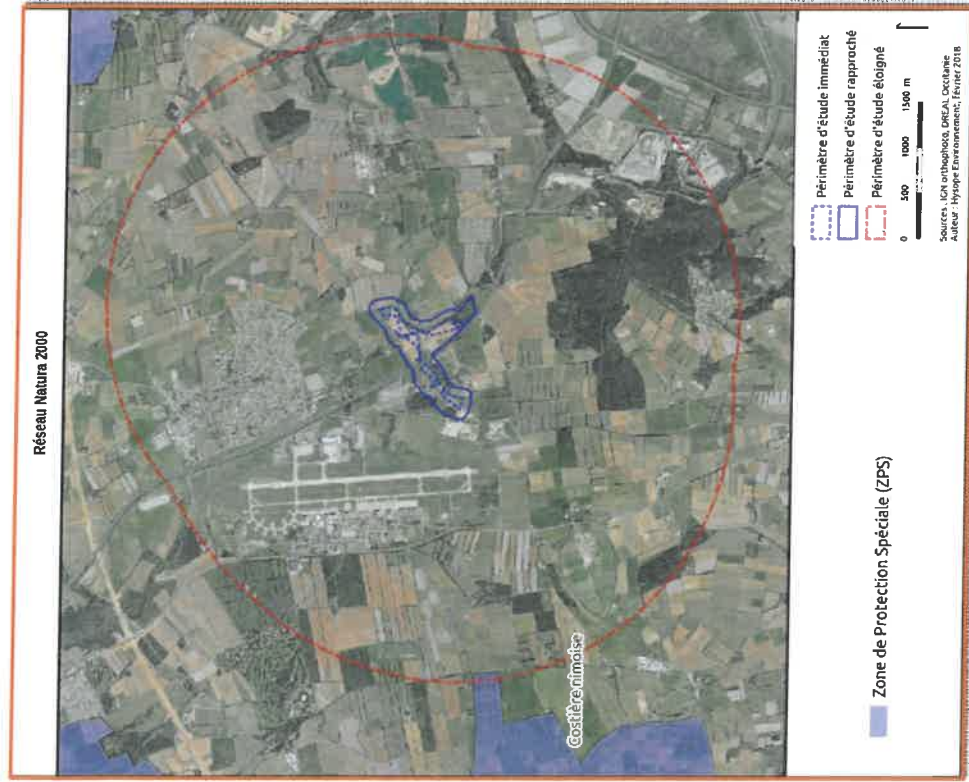 Réseau Natura 2000
Costière nimoise
Zone de Protection Spéciale (ZPS)
Périmètre d'étude immédiat
Périmètre d'étude rapproché
Périmètre d'étude éloigné
0 500 1000 1500 m
Sources : IGN orthophoto, DREAL Occitanie
Auteur : Hysope Environnement, février 2018